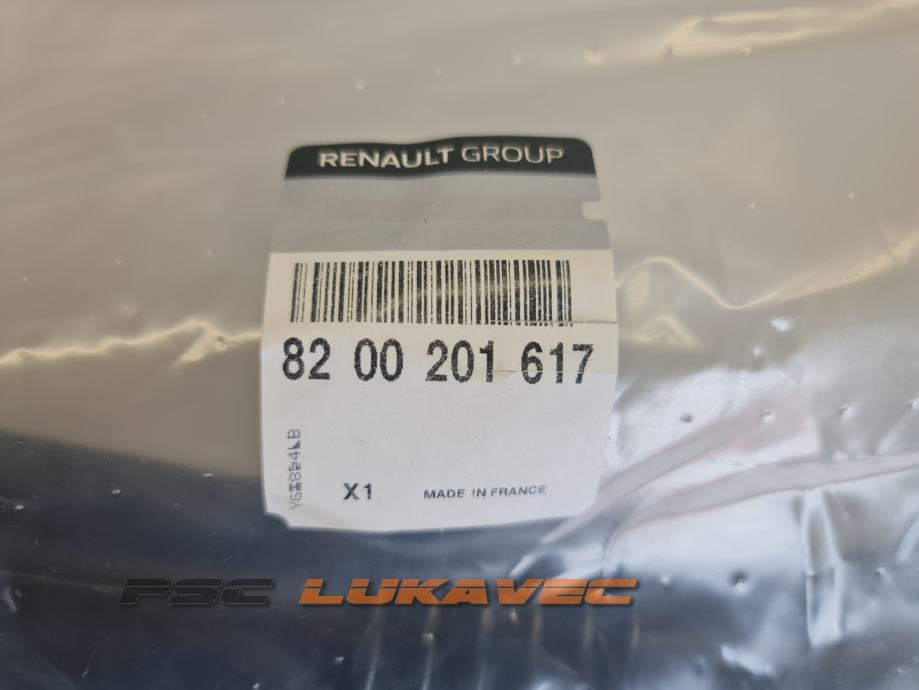 RENAULT GROUP
82 00 201 617
X1 MADE IN FRANCE
PSC LUKAVEC